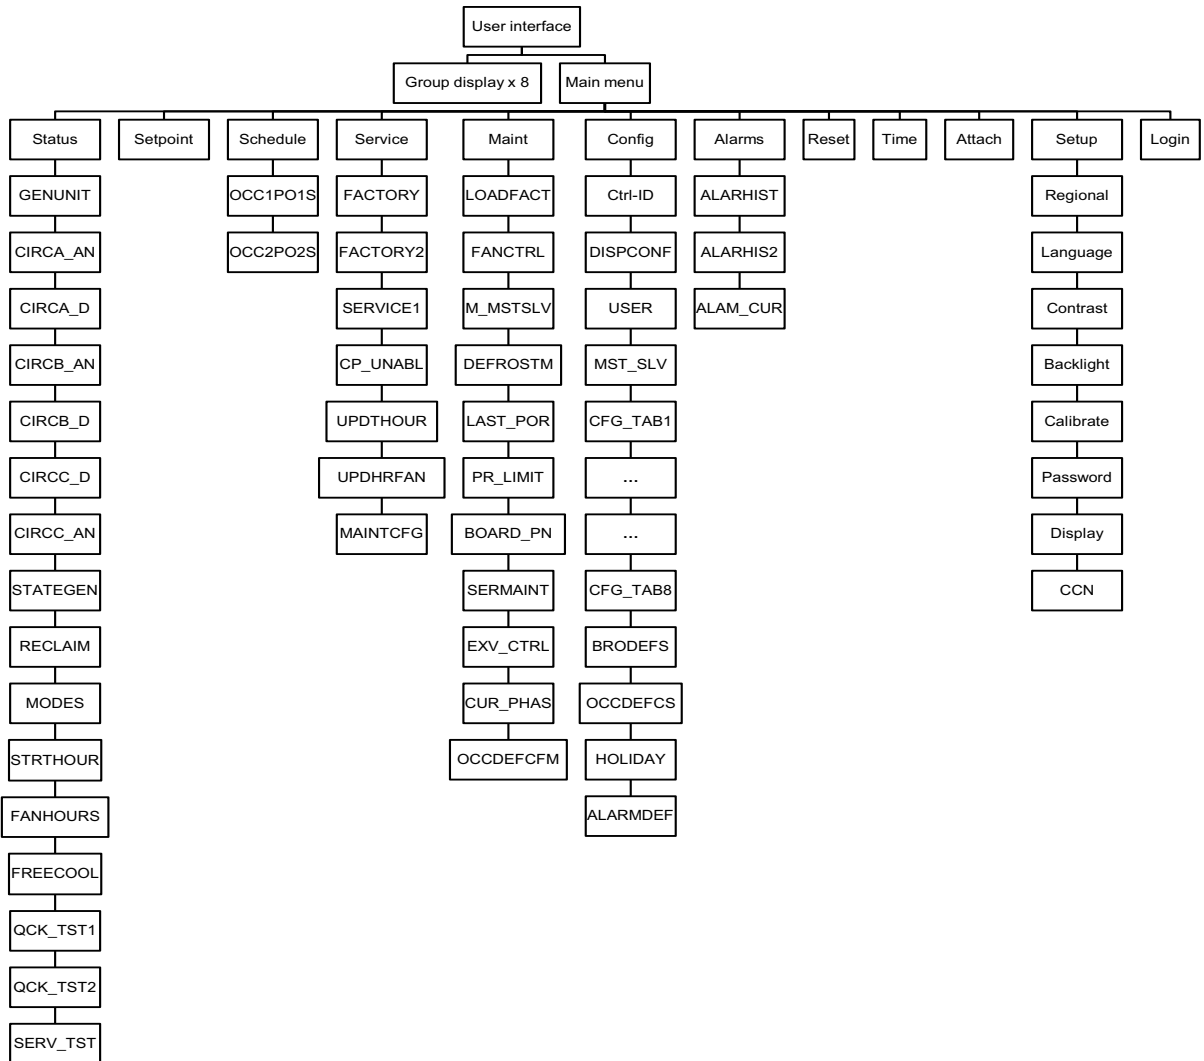 User interface
Group display x 8
Main menu
Status
Setpoint
Schedule
Service
Maint
Config
Alarms
Reset
Time
Attach
Setup
Login
GENUNIT
CIRCA_AN
CIRCA_D
CIRCB_AN
CIRCB_D
CIRCC_D
CIRCC_AN
STATEGEN
RECLAIM
MODES
STRTHOUR
FANHOURS
FREECOOL
QCK_TST1
QCK_TST2
SERV_TST
OCC1PO1S
OCC2PO2S
FACTORY
FACTORY2
SERVICE1
CP_UNABL
UPDTHOUR
UPDHRFAN
MAINTCFG
LOADFACT
FANCTRL
M_MSTSLV
DEFROSTM
LAST_POR
PR_LIMIT
BOARD_PN
SERMAINT
EXV_CTRL
CUR_PHAS
OCCDEFCFM
Ctrl-ID
DISPCONF
USER
MST_SLV
CFG_TAB1
...
...
CFG_TAB8
BRODEFS
OCCDEFCS
HOLIDAY
ALARMDEF
ALARHIST
ALARHIS2
ALAM_CUR
Regional
Language
Contrast
Backlight
Calibrate
Password
Display
CCN